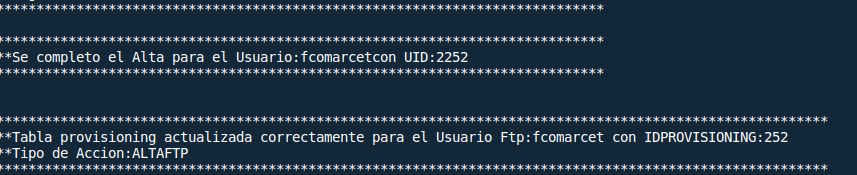 ***************************************************************************
***************************************************************************
**Se completo el Alta para el Usuario:fcomarcetcon UID:2252
***************************************************************************
*******************************************************************************************************
**Tabla provisioning actualizada correctamente para el Usuario Ftp:fcomarcet con IDPROVISIONING:252
**Tipo de Accion:ALTAFTP
*******************************************************************************************************